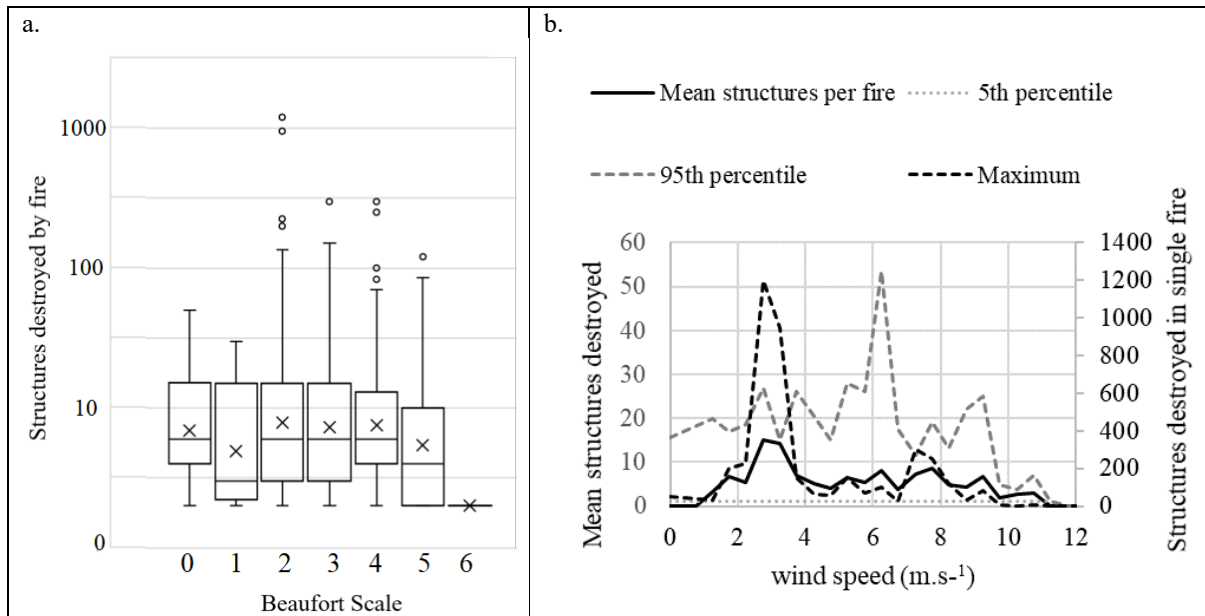 a.
Structures destroyed by fire
1000
100
10
0
0 1 2 3 4 5 6
Beaufort Scale
b.
Mean structures per fire
5th percentile
95th percentile
Maximum
Mean structures destroyed
60
50
40
30
20
10
0
Structures destroyed in single fire
1400
1200
1000
800
600
400
200
0
0 2 4 6 8 10 12
wind speed (m.s-¹)